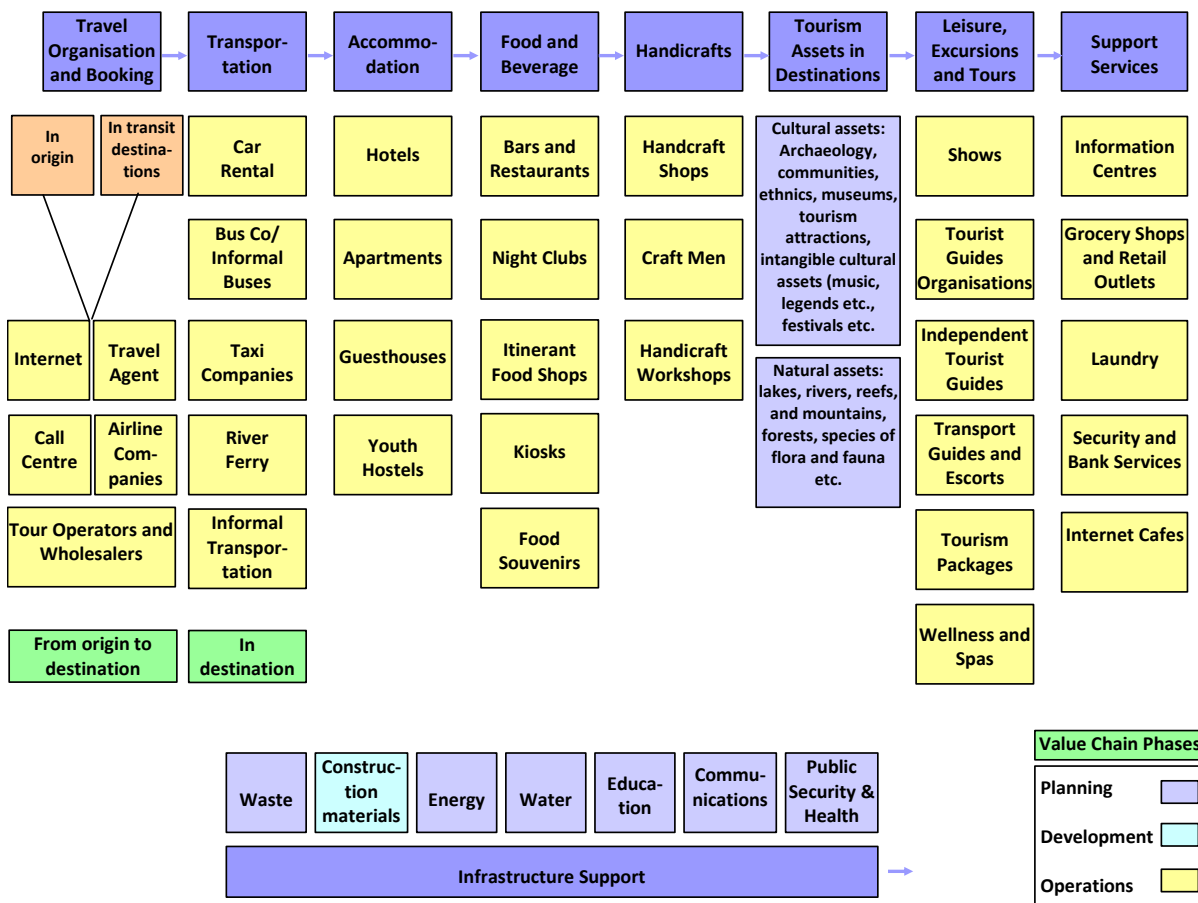 Travel
Organisation
and Booking
Transpor-
tation
Accommo-
dation
Food and
Beverage
Handicrafts
Tourism
Assets in
Destinations
Leisure,
Excursions
and Tours
Support
Services
In
origin
In transit
destina-
tions
Car
Rental
Hotels
Bars and
Restaurants
Handcraft
Shops
Cultural assets:
Archaeology,
communities,
ethnics, museums,
tourism
attractions,
intangible cultural
assets (music,
legends etc.,
festivals etc.
Shows
Information
Centres
Bus Co/
Informal
Buses
Apartments
Night Clubs
Craft Men
Tourist
Guides
Organisations
Grocery Shops
and Retail
Outlets
Internet
Travel
Agent
Taxi
Companies
Guesthouses
Itinerant
Food Shops
Handicraft
Workshops
Natural assets:
lakes, rivers, reefs,
and mountains,
forests, species of
flora and fauna
etc.
Independent
Tourist
Guides
Laundry
Call
Centre
Airline
Com-
panies
River
Ferry
Youth
Hostels
Kiosks
Transport
Guides and
Escorts
Security and
Bank Services
Tour Operators and
Wholesalers
Informal
Transpor-
tation
Food
Souvenirs
Tourism
Packages
Internet Cafes
From origin to
destination
In
destination
Wellness and
Spas
Waste
Construc-
tion
materials
Energy
Water
Educa-
tion
Commu-
nications
Public
Security &
Health
Infrastructure Support
Value Chain Phases
Planning
Development
Operations